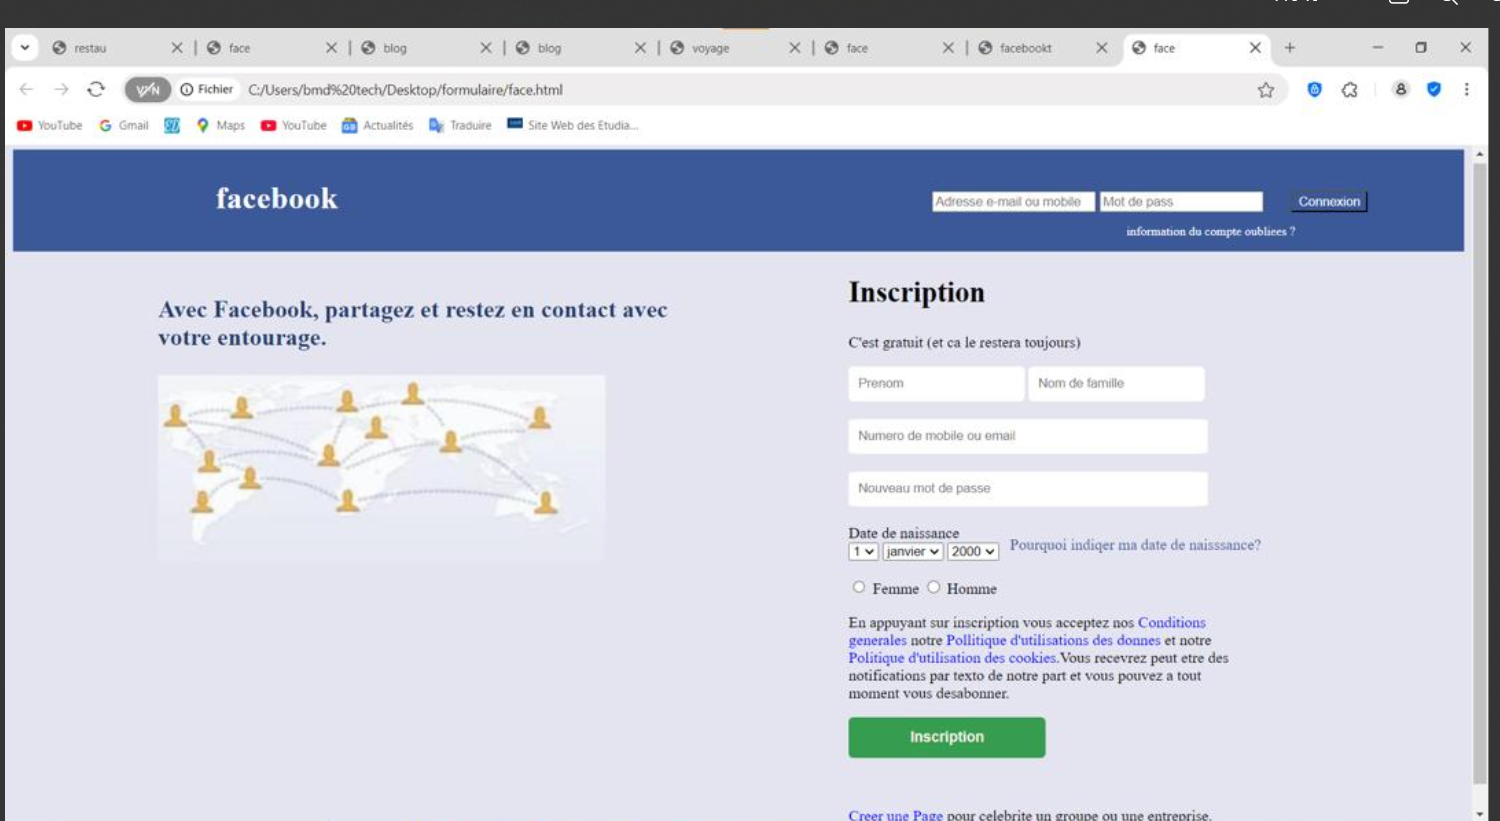 restau
face
blog
blog
voyage
face
facebookt
face
VPN
Fichier C:/Users/bmd%20tech/Desktop/formulaire/face.html
YouTube Gmail Maps YouTube Actualités Traduire Site Web des Etudia...
facebook
Adresse e-mail ou mobile Mot de pass Connexion
information du compte oubliees ?
Avec Facebook, partagez et restez en contact avec
votre entourage.
Inscription
C'est gratuit (et ca le restera toujours)
Prenom Nom de famille
Numero de mobile ou email
Nouveau mot de passe
Date de naissance
1 janvier 2000 Pourquoi indiqer ma date de naisssance?
Femme Homme
En appuyant sur inscription vous acceptez nos Conditions
generales notre Pollitique d'utilisations des donnes et notre
Politique d'utilisation des cookies.Vous recevrez peut etre des
notifications par texto de notre part et vous pouvez a tout
moment vous desabonner.
Inscription
Creer une Page pour celebrite un groupe ou une entreprise.